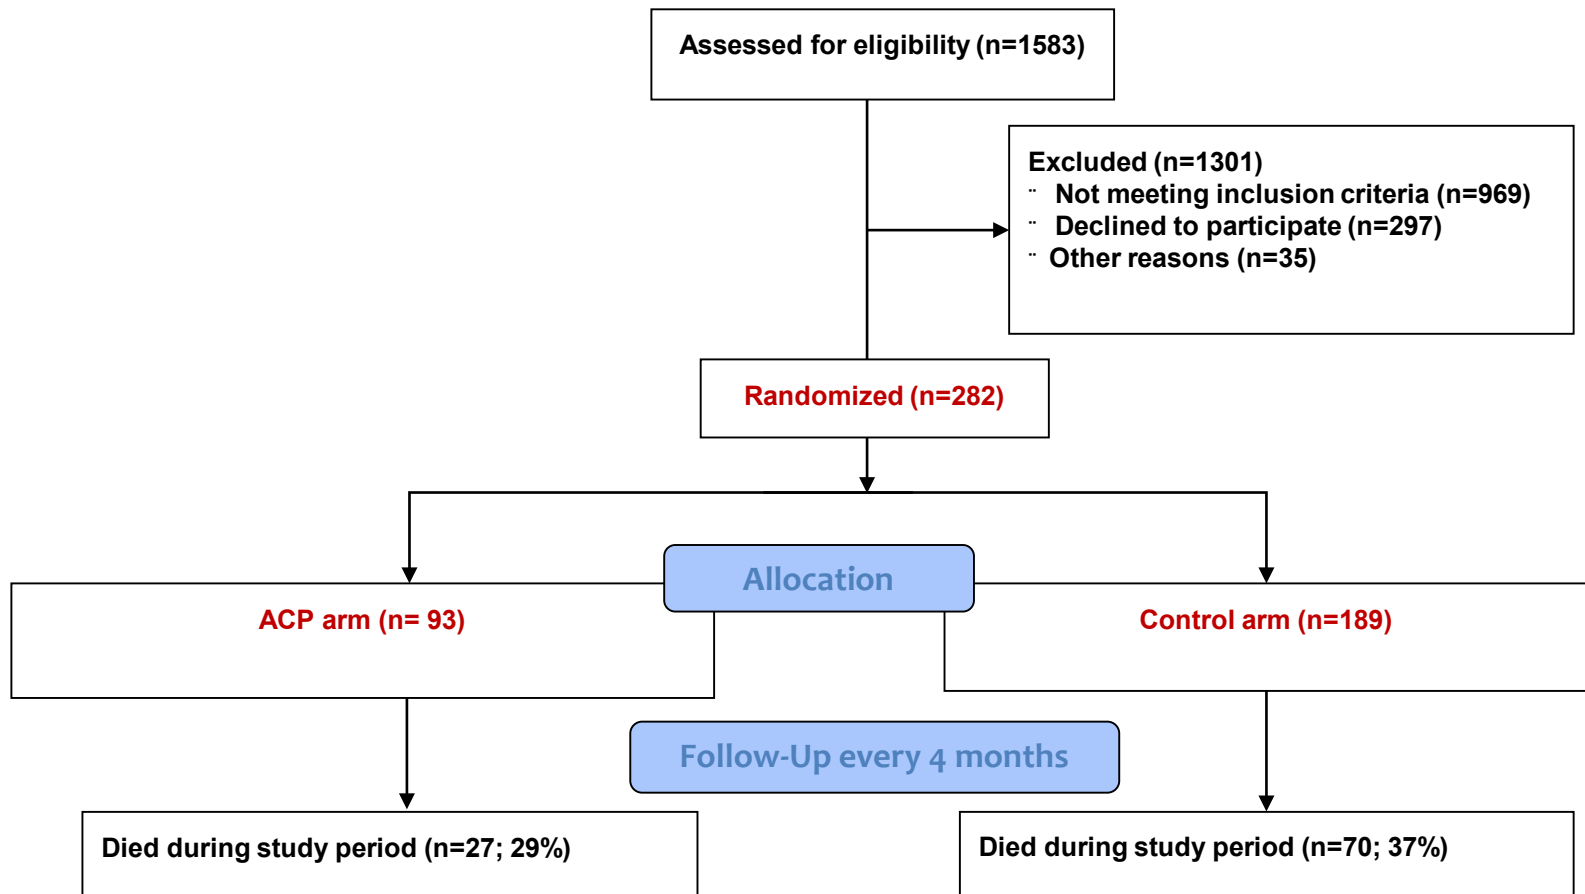 Assessed for eligibility (n=1583)
Excluded (n=1301)
¨ Not meeting inclusion criteria (n=969)
¨ Declined to participate (n=297)
¨ Other reasons (n=35)
Randomized (n=282)
Allocation
ACP arm (n= 93)
Control arm (n=189)
Follow-Up every 4 months
Died during study period (n=27; 29%)
Died during study period (n=70; 37%)